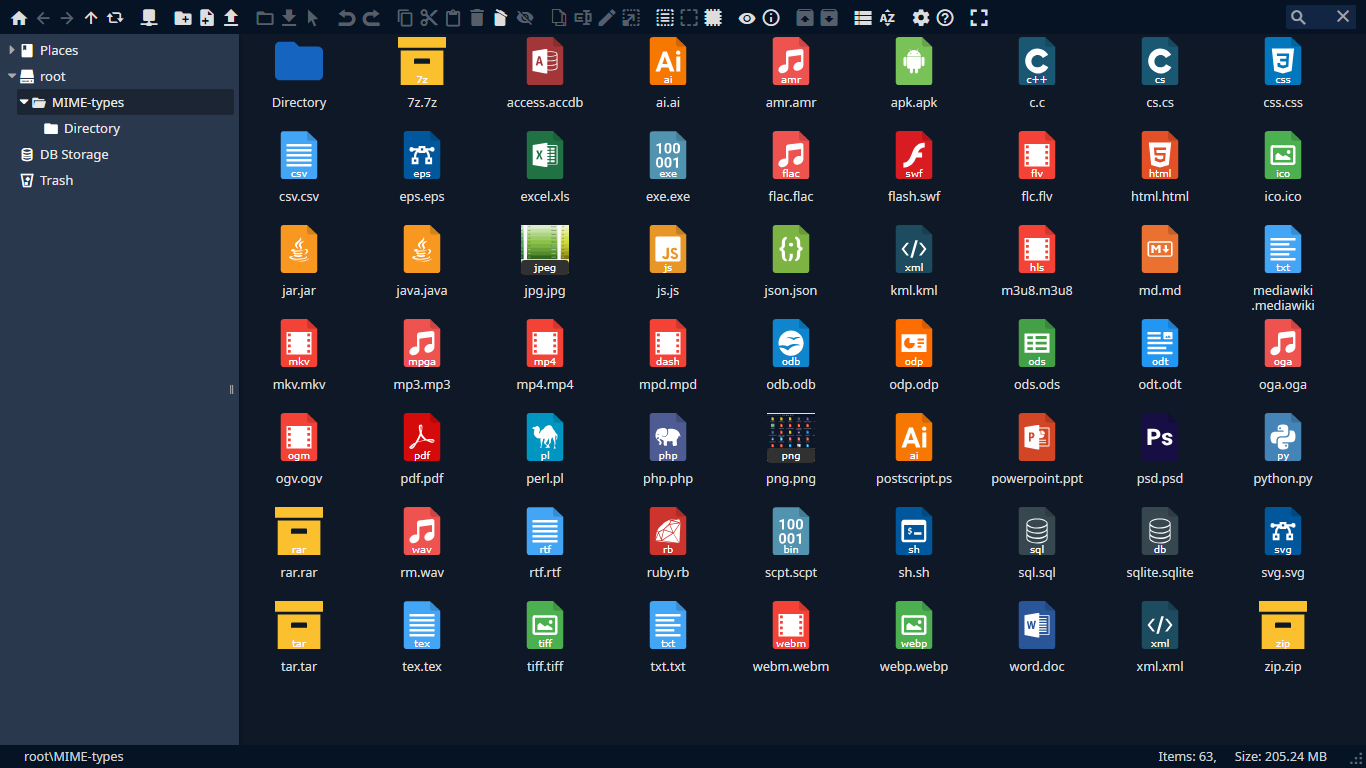 AZ
Places
root
MIME-types
Directory
DB Storage
Trash
7z
A
Ai
ai
amr
C
c++
C
cs
3
css
Directory
7z.7z
access.accdb
ai.ai
amr.amr
apk.apk
c.c
cs.cs
css.css
csv
eps
X
100
001
exe
flac
swf
flv
5
html
ico
csv.csv
eps.eps
excel.xls
exe.exe
flac.flac
flash.swf
flc.flv
html.html
ico.ico
jpeg
JS
js
{;}
</>
xml
hls
M
txt
jar.jar
java.java
jpg.jpg
js.js
json.json
kml.kml
m3u8.m3u8
md.md
mediawiki
.mediawiki
mkv
mpga
mp4
dash
odb
odp
ods
odt
oga
mkv.mkv
mp3.mp3
mp4.mp4
mpd.mpd
odb.odb
odp.odp
ods.ods
odt.odt
oga.oga
ogm
pdf
pl
php
png
Ai
ai
P
Ps
py
ogv.ogv
pdf.pdf
perl.pl
php.php
png.png
postscript.ps
powerpoint.ppt
psd.psd
python.py
rar
wav
rtf
rb
100
001
bin
$
sh
sql
db
svg
rar.rar
rm.wav
rtf.rtf
ruby.rb
scpt.scpt
sh.sh
sql.sql
sqlite.sqlite
svg.svg
tar
tex
tiff
txt
webm
webp
W
</>
xml
zip
tar.tar
tex.tex
tiff.tiff
txt.txt
webm.webm
webp.webp
word.doc
xml.xml
zip.zip
root\MIME-types
Items: 63, Size: 205.24 MB